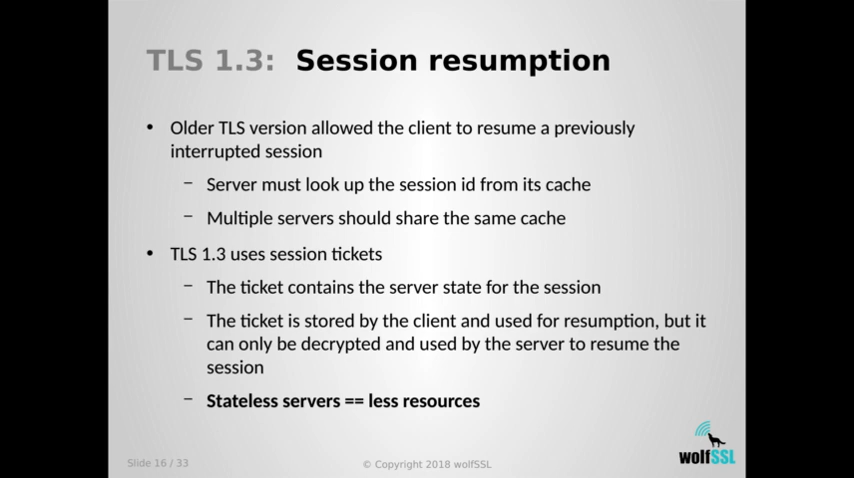 TLS 1.3: Session resumption
• Older TLS version allowed the client to resume a previously
interrupted session
– Server must look up the session id from its cache
– Multiple servers should share the same cache
• TLS 1.3 uses session tickets
– The ticket contains the server state for the session
– The ticket is stored by the client and used for resumption, but it
can only be decrypted and used by the server to resume the
session
– Stateless servers == less resources
wolfSSL
Slide 16 / 33
© Copyright 2018 wolfSSL